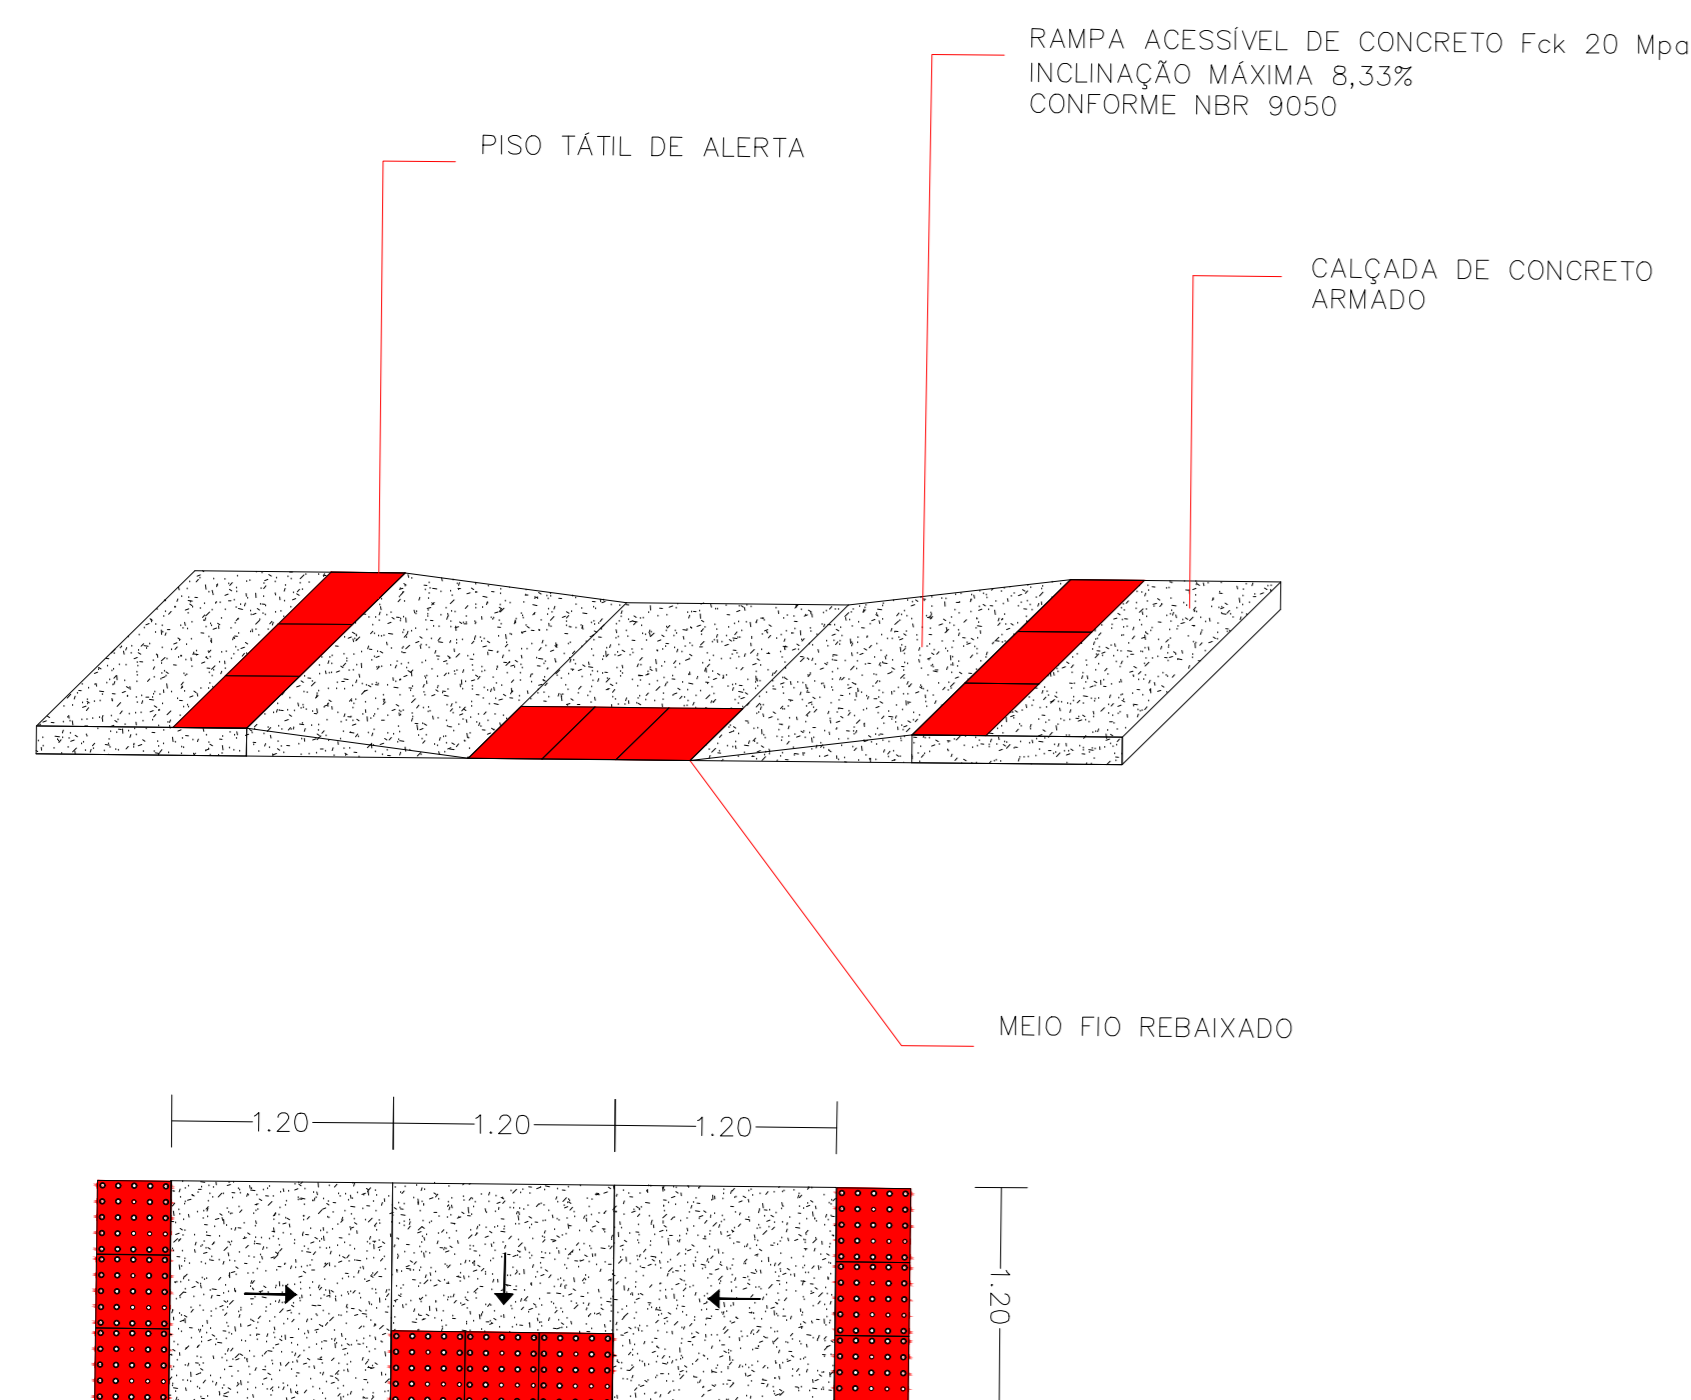 RAMPA ACESSÍVEL DE CONCRETO Fck 20 Mpa
INCLINAÇÃO MÁXIMA 8,33%
CONFORME NBR 9050
PISO TÁTIL DE ALERTA
CALÇADA DE CONCRETO
ARMADO
MEIO FIO REBAIXADO
1.20
1.20
1.20
1.20